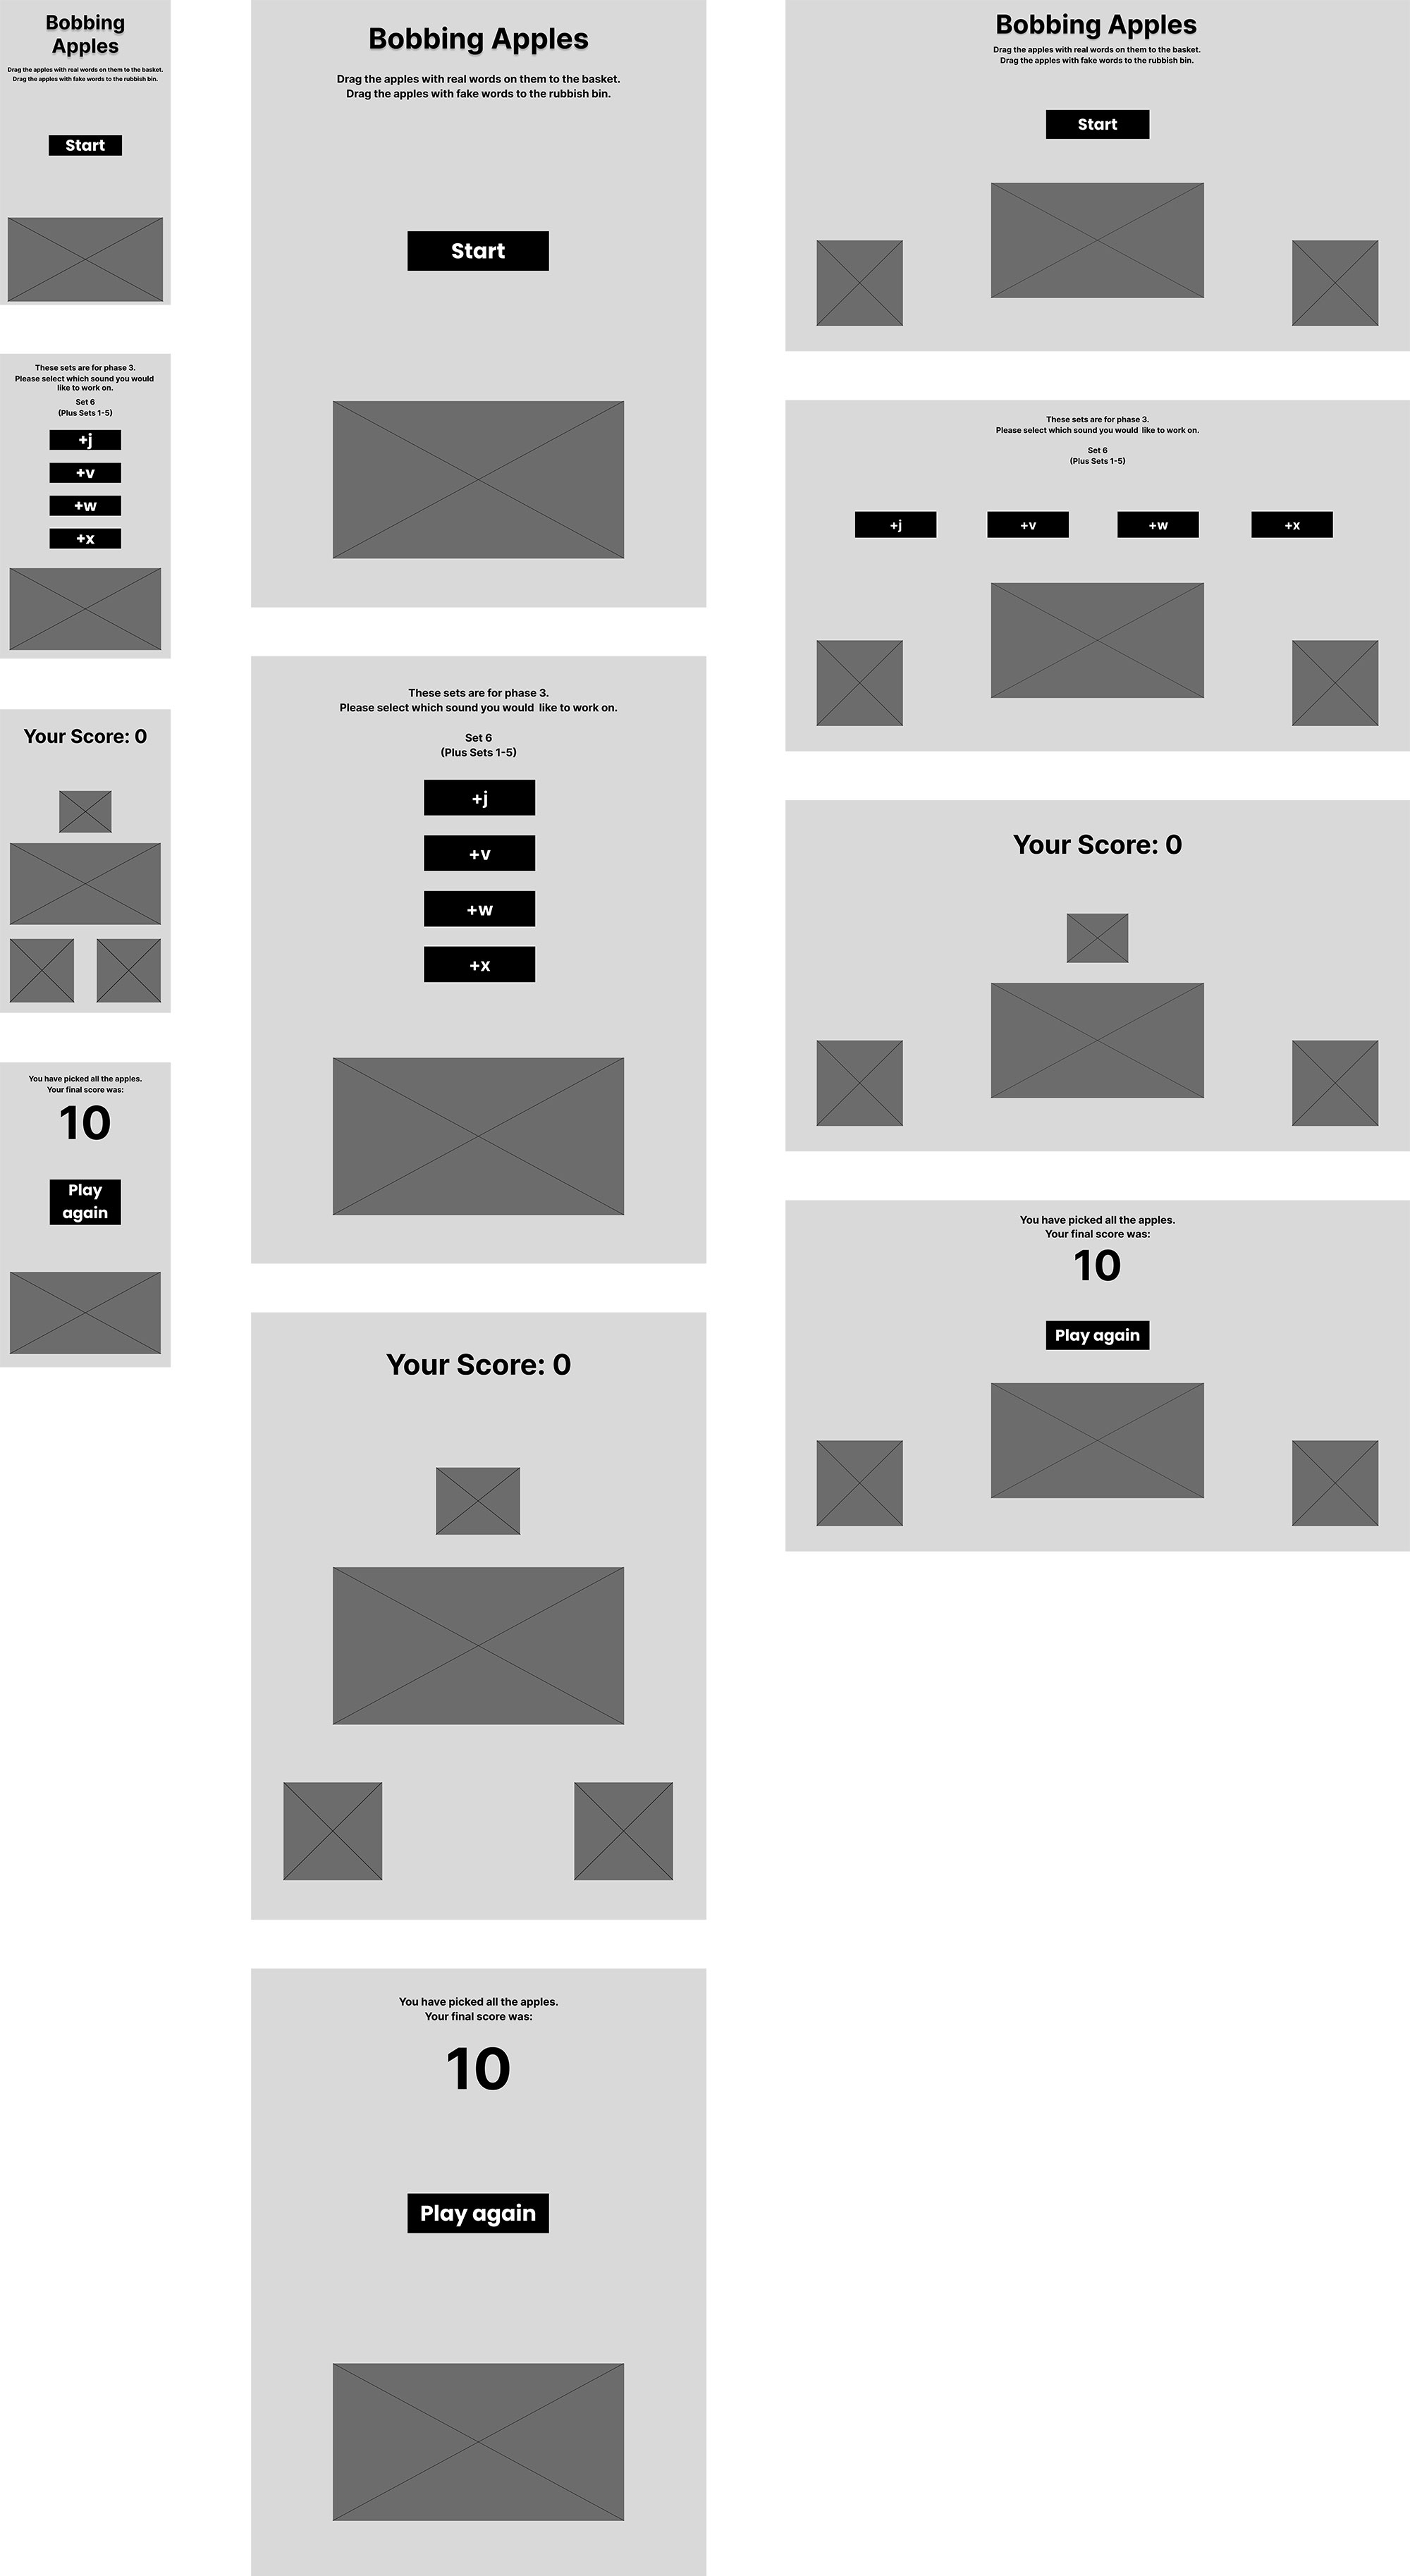 Bobbing
Apples
Drag the apples with real words on them to the basket.
Drag the apples with fake words to the rubbish bin.
Start
These sets are for phase 3.
Please select which sound you would
like to work on.
Set 6
(Plus Sets 1-5)
+j
+v
+w
+x
Your Score: 0
You have picked all the apples.
Your final score was:
10
Play
again
Bobbing Apples
Drag the apples with real words on them to the basket.
Drag the apples with fake words to the rubbish bin.
Start
These sets are for phase 3.
Please select which sound you would  like to work on.
Set 6
(Plus Sets 1-5)
+j
+v
+w
+x
Your Score: 0
You have picked all the apples.
Your final score was:
10
Play again
Bobbing Apples
Drag the apples with real words on them to the basket.
Drag the apples with fake words to the rubbish bin.
Start
These sets are for phase 3.
Please select which sound you would  like to work on.
Set 6
(Plus Sets 1-5)
+j
+v
+w
+x
Your Score: 0
You have picked all the apples.
Your final score was:
10
Play again